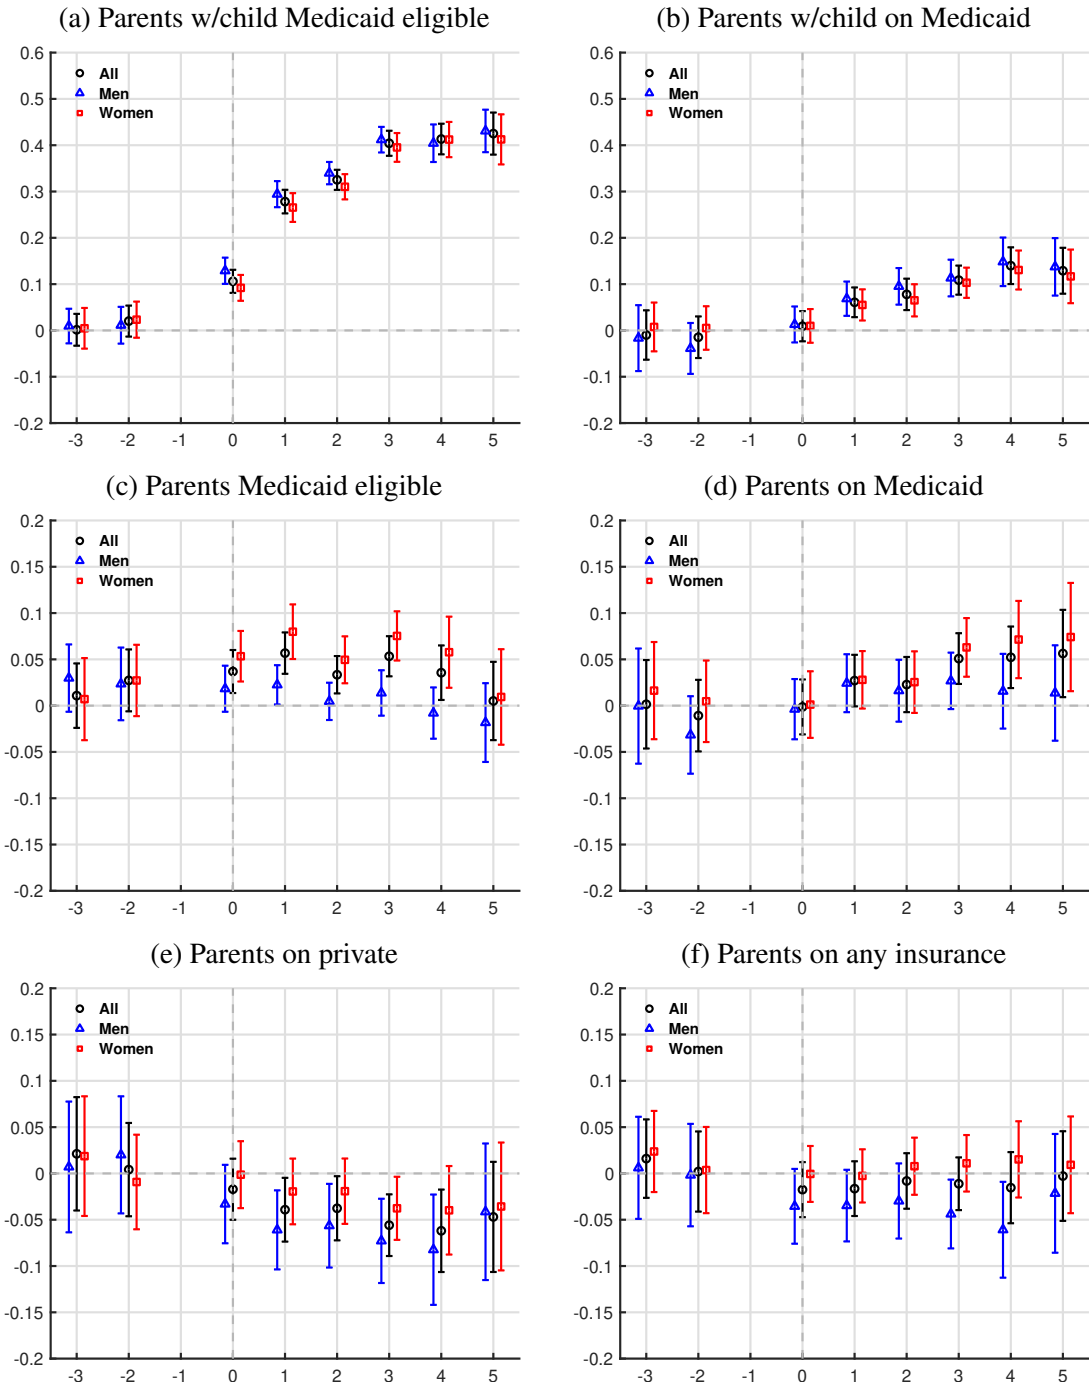 (a) Parents w/child Medicaid eligible
0.6
0.5
0.4
0.3
0.2
0.1
0
-0.1
-0.2
All
Men
Women
-3 -2 -1 0 1 2 3 4 5
(b) Parents w/child on Medicaid
0.6
0.5
0.4
0.3
0.2
0.1
0
-0.1
-0.2
All
Men
Women
-3 -2 -1 0 1 2 3 4 5
(c) Parents Medicaid eligible
0.2
0.15
0.1
0.05
0
-0.05
-0.1
-0.15
-0.2
All
Men
Women
-3 -2 -1 0 1 2 3 4 5
(d) Parents on Medicaid
0.2
0.15
0.1
0.05
0
-0.05
-0.1
-0.15
-0.2
All
Men
Women
-3 -2 -1 0 1 2 3 4 5
(e) Parents on private
0.2
0.15
0.1
0.05
0
-0.05
-0.1
-0.15
-0.2
All
Men
Women
-3 -2 -1 0 1 2 3 4 5
(f) Parents on any insurance
0.2
0.15
0.1
0.05
0
-0.05
-0.1
-0.15
-0.2
All
Men
Women
-3 -2 -1 0 1 2 3 4 5